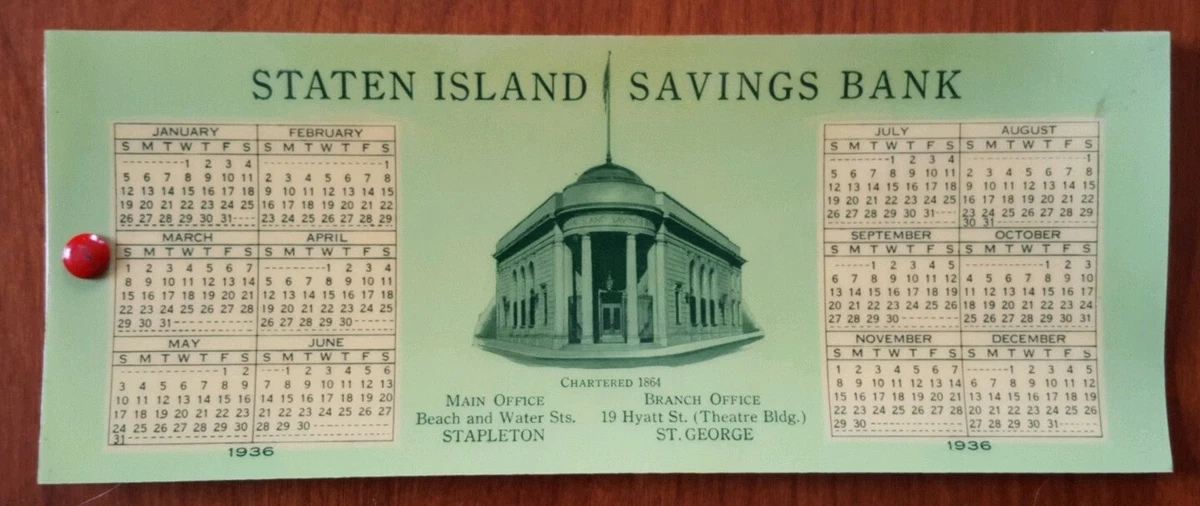 STATEN ISLAND SAVINGS BANK
JANUARY FEBRUARY
S M T W T F S S M T W T F S
1 2 3 4 1
5 6 7 8 9 10 11 2 3 4 5 6 7 8
12 13 14 15 16 17 18 9 10 11 12 13 14 15
19 20 21 22 23 24 25 16 17 18 19 20 21 22
26 27 28 29 30 31 23 24 25 26 27 28 29
MARCH APRIL
S M T W T F S S M T W T F S
1 2 3 4 5 6 7 1 2 3 4
8 9 10 11 12 13 14 5 6 7 8 9 10 11
15 16 17 18 19 20 21 12 13 14 15 16 17 18
22 23 24 25 26 27 28 19 20 21 22 23 24 25
29 30 31 26 27 28 29 30
MAY JUNE
S M T W T F S S M T W T F S
1 2 1 2 3 4 5 6
3 4 5 6 7 8 9 7 8 9 10 11 12 13
10 11 12 13 14 15 16 14 15 16 17 18 19 20
17 18 19 20 21 22 23 21 22 23 24 25 26 27
24 25 26 27 28 29 30 28 29 30
31
1936
CHARTERED 1864
MAIN OFFICE
Beach and Water Sts.
STAPLETON
BRANCH OFFICE
19 Hyatt St. (Theatre Bldg.)
ST. GEORGE
JULY AUGUST
S M T W T F S S M T W T F S
1 2 3 4 1
5 6 7 8 9 10 11 2 3 4 5 6 7 8
12 13 14 15 16 17 18 9 10 11 12 13 14 15
19 20 21 22 23 24 25 16 17 18 19 20 21 22
26 27 28 29 30 31 23 24 25 26 27 28 29
30 31
SEPTEMBER OCTOBER
S M T W T F S S M T W T F S
1 2 3 4 5 1 2 3
6 7 8 9 10 11 12 4 5 6 7 8 9 10
13 14 15 16 17 18 19 11 12 13 14 15 16 17
20 21 22 23 24 25 26 18 19 20 21 22 23 24
27 28 29 30 25 26 27 28 29 30 31
NOVEMBER DECEMBER
S M T W T F S S M T W T F S
1 2 3 4 5 6 7 1 2 3 4 5
8 9 10 11 12 13 14 6 7 8 9 10 11 12
15 16 17 18 19 20 21 13 14 15 16 17 18 19
22 23 24 25 26 27 28 20 21 22 23 24 25 26
29 30 27 28 29 30 31
1936